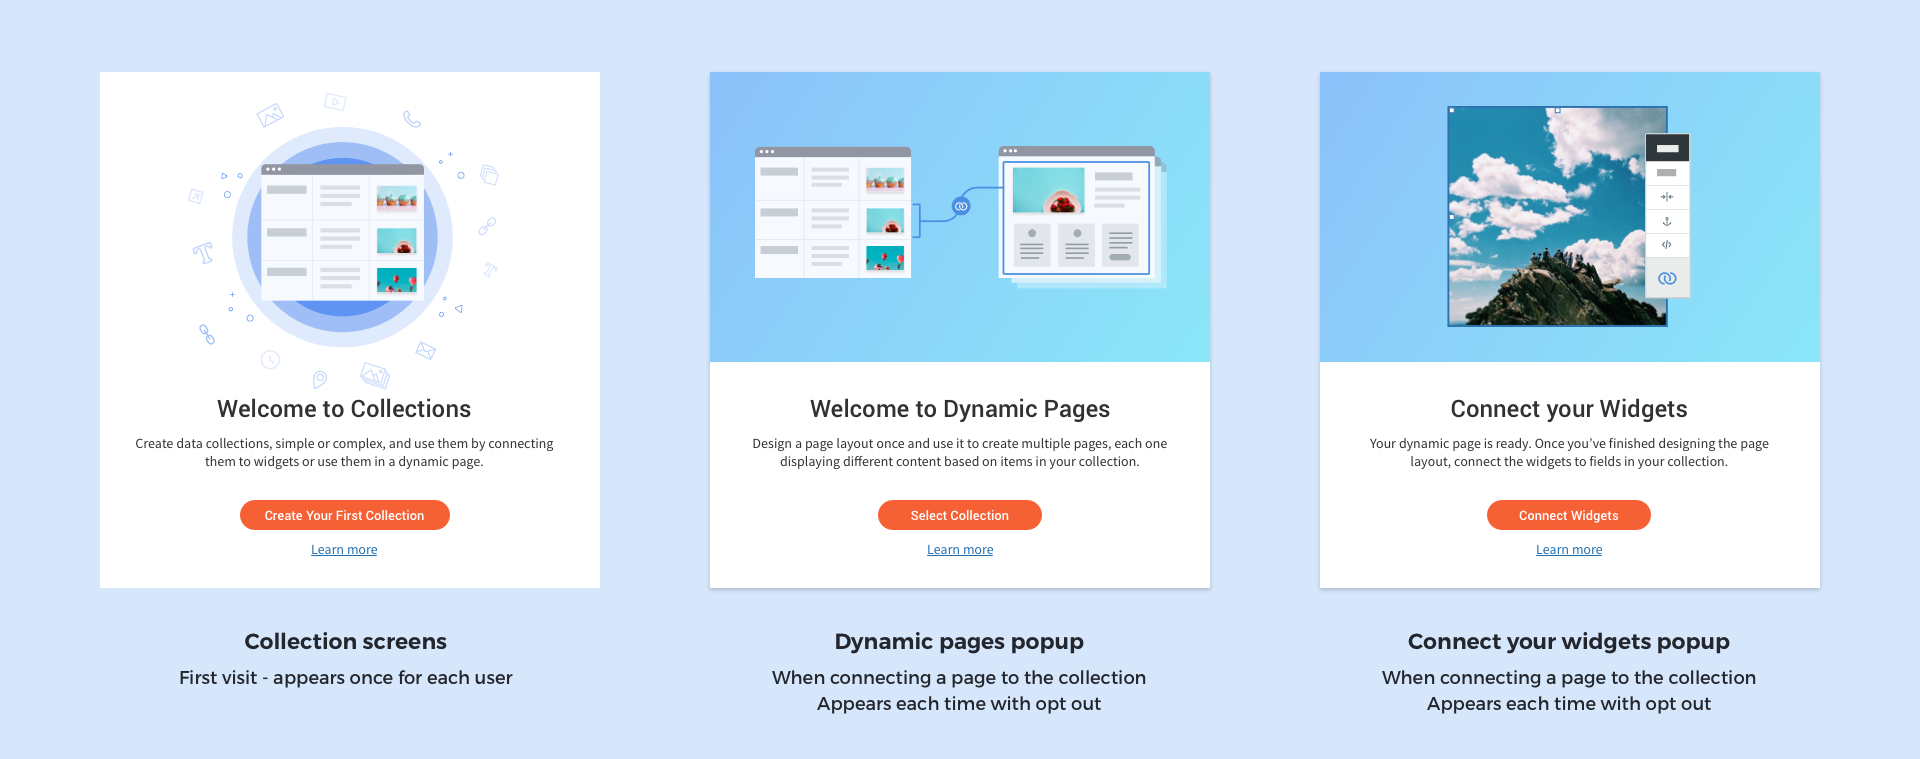 Welcome to Collections
Create data collections, simple or complex, and use them by connecting
them to widgets or use them in a dynamic page.
Create Your First Collection
Learn more
Collection screens
First visit - appears once for each user
Welcome to Dynamic Pages
Design a page layout once and use it to create multiple pages, each one
displaying different content based on items in your collection.
Select Collection
Learn more
Dynamic pages popup
When connecting a page to the collection
Appears each time with opt out
Connect your Widgets
Your dynamic page is ready. Once you’ve finished designing the page
layout, connect the widgets to fields in your collection.
Connect Widgets
Learn more
Connect your widgets popup
When connecting a page to the collection
Appears each time with opt out